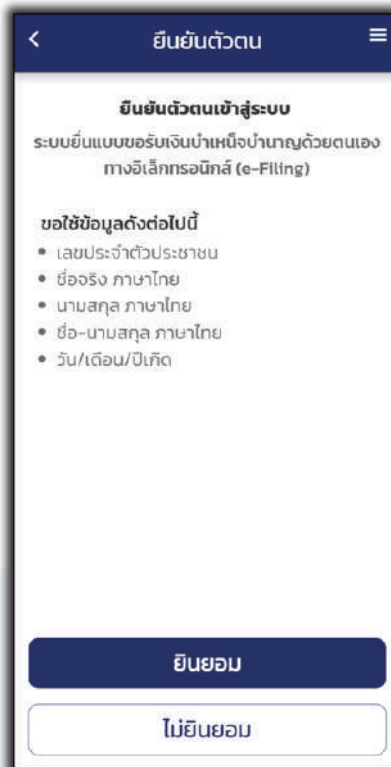 ยืนยันตัวตน
ยืนยันตัวตนเข้าสู่ระบบ
ระบบยื่นแบบขอรับเงินบำเหน็จบำนาญด้วยตนเอง
ทางอิเล็กทรอนิกส์ (e-Filing)
ขอใช้ข้อมูลดังต่อไปนี้
• เลขประจำตัวประชาชน
• ชื่อจริง ภาษาไทย
• นามสกุล ภาษาไทย
• ชื่อ-นามสกุล ภาษาไทย
• วัน/เดือน/ปีเกิด
ยินยอม
ไม่ยินยอม